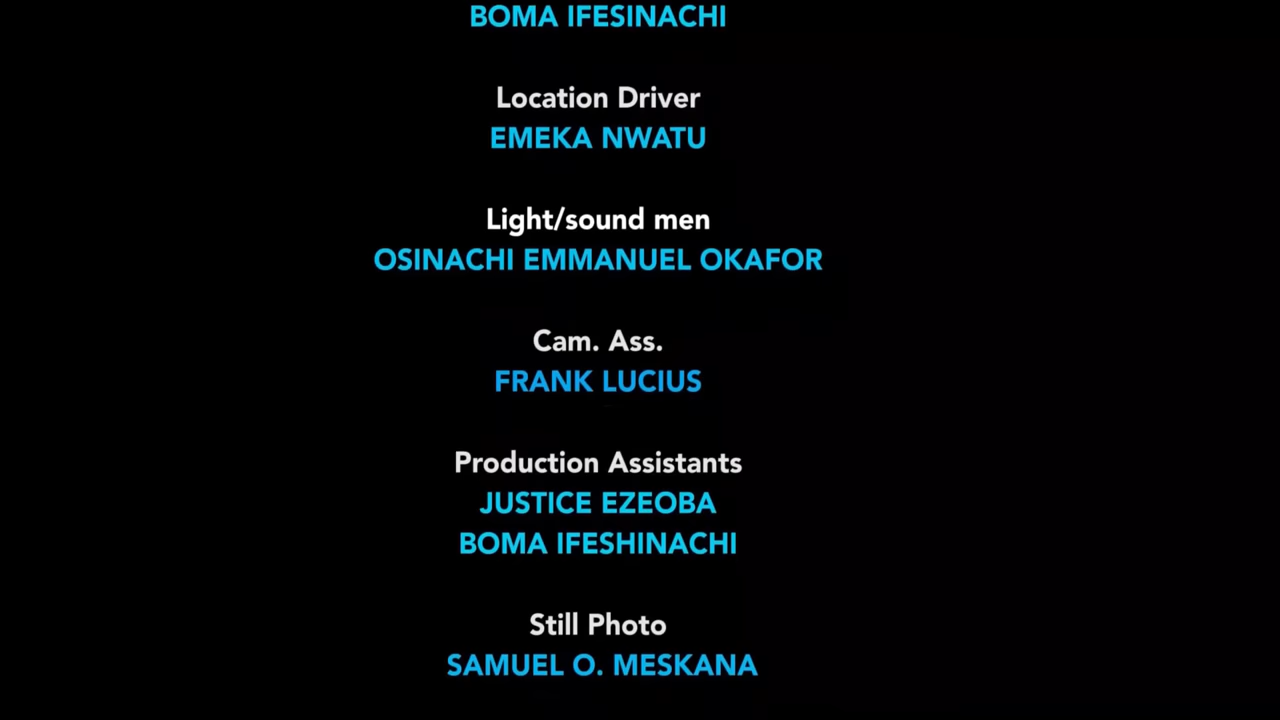 BOMA IFESINACHI
Location Driver
EMEKA NWATU
Light/sound men
OSINACHI EMMANUEL OKAFOR
Cam. Ass.
FRANK LUCIUS
Production Assistants
JUSTICE EZEOBA
BOMA IFESHINACHI
Still Photo
SAMUEL O. MESKANA